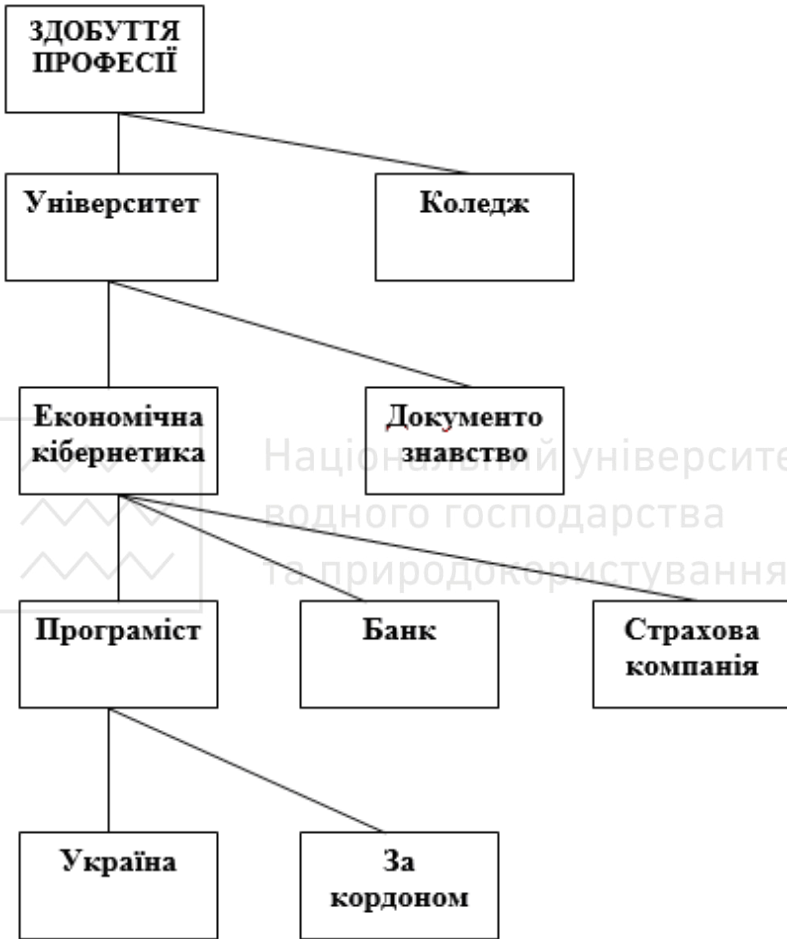 ЗДОБУТТЯ
ПРОФЕСІЇ
Університет
Коледж
Економічна
кібернетика
Документо
знавство
Національний університе
водного господарства
та природокористування
Програміст
Банк
Страхова
компанія
Україна
За
кордоном